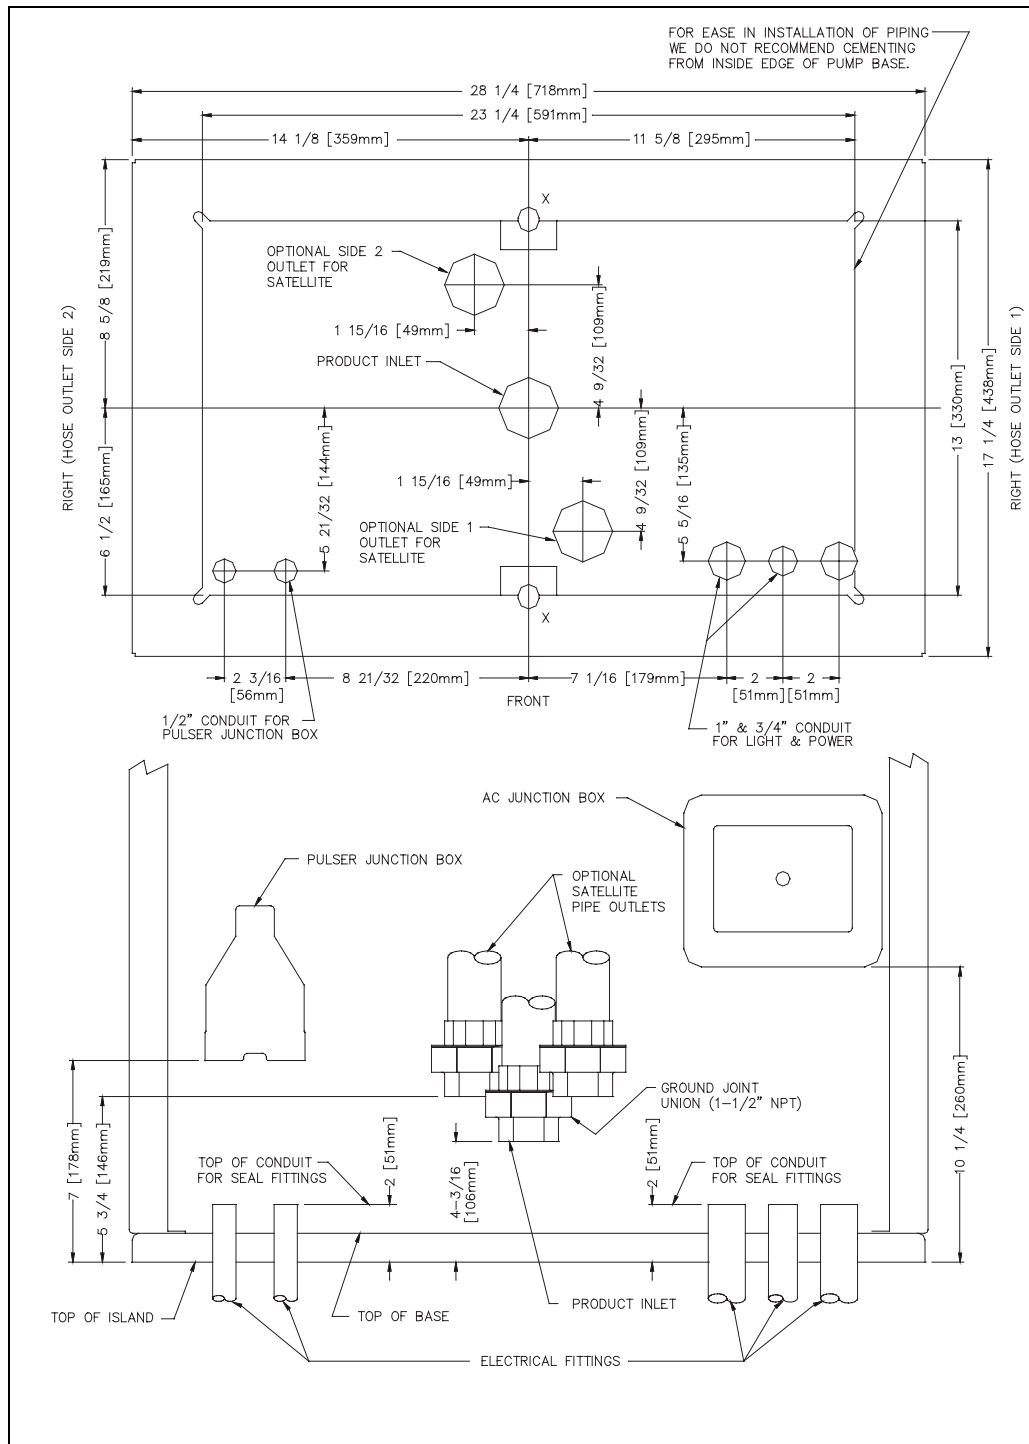 FOR EASE IN INSTALLATION OF PIPING
WE DO NOT RECOMMEND CEMENTING
FROM INSIDE EDGE OF PUMP BASE.
28 1/4 [718mm]
23 1/4 [591mm]
14 1/8 [359mm]
11 5/8 [295mm]
X
OPTIONAL SIDE 2
OUTLET FOR
SATELLITE
8 5/8 [219mm]
1 15/16 [49mm]
4 9/32 [109mm]
PRODUCT INLET
RIGHT (HOSE OUTLET SIDE 2)
13 [330mm]
17 1/4 [438mm]
RIGHT (HOSE OUTLET SIDE 1)
6 1/2 [165mm]
5 21/32 [144mm]
1 15/16 [49mm]
4 9/32 [109mm]
5 5/16 [135mm]
OPTIONAL SIDE 1
OUTLET FOR
SATELLITE
X
2 3/16
[56mm]
8 21/32 [220mm]
7 1/16 [179mm]
2
[51mm]
2
[51mm]
FRONT
1/2" CONDUIT FOR
PULSER JUNCTION BOX
1" & 3/4" CONDUIT
FOR LIGHT & POWER
AC JUNCTION BOX
PULSER JUNCTION BOX
OPTIONAL
SATELLITE
PIPE OUTLETS
GROUND JOINT
UNION (1-1/2" NPT)
7 [178mm]
5 3/4 [146mm]
TOP OF CONDUIT
FOR SEAL FITTINGS
2 [51mm]
4-3/16
[106mm]
2 [51mm]
TOP OF CONDUIT
FOR SEAL FITTINGS
10 1/4 [260mm]
TOP OF ISLAND
TOP OF BASE
PRODUCT INLET
ELECTRICAL FITTINGS